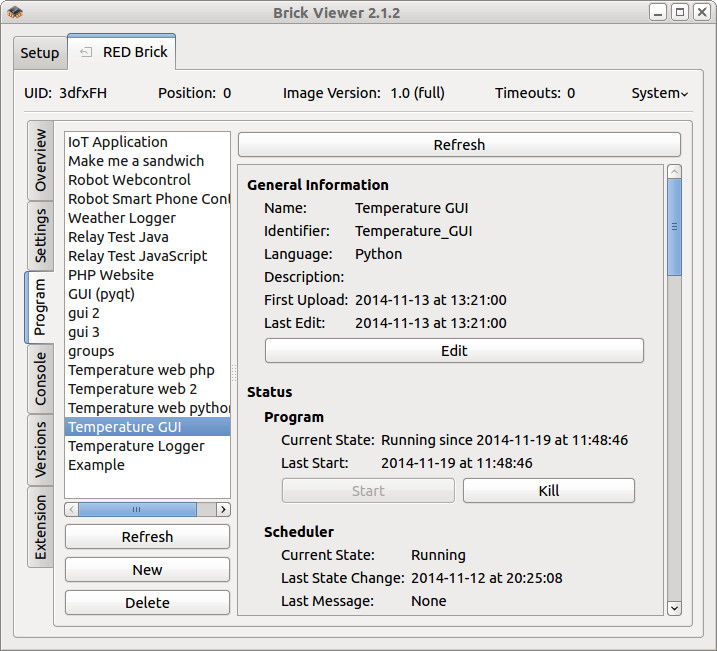 Brick Viewer 2.1.2
Setup
RED Brick
UID: 3dfxFH Position: 0 Image Version: 1.0 (full) Timeouts: 0 System
Overview
Settings
Program
Console
Versions
Extension
IoT Application
Make me a sandwich
Robot Webcontrol
Robot Smart Phone Cont
Weather Logger
Relay Test Java
Relay Test JavaScript
PHP Website
GUI (pyqt)
gui 2
gui 3
groups
Temperature web php
Temperature web 2
Temperature web python
Temperature GUI
Temperature Logger
Example
Refresh
New
Delete
Refresh
General Information
Name: Temperature GUI
Identifier: Temperature_GUI
Language: Python
Description:
First Upload: 2014-11-13 at 13:21:00
Last Edit: 2014-11-13 at 13:21:00
Edit
Status
Program
Current State: Running since 2014-11-19 at 11:48:46
Last Start: 2014-11-19 at 11:48:46
Start Kill
Scheduler
Current State: Running
Last State Change: 2014-11-12 at 20:25:08
Last Message: None